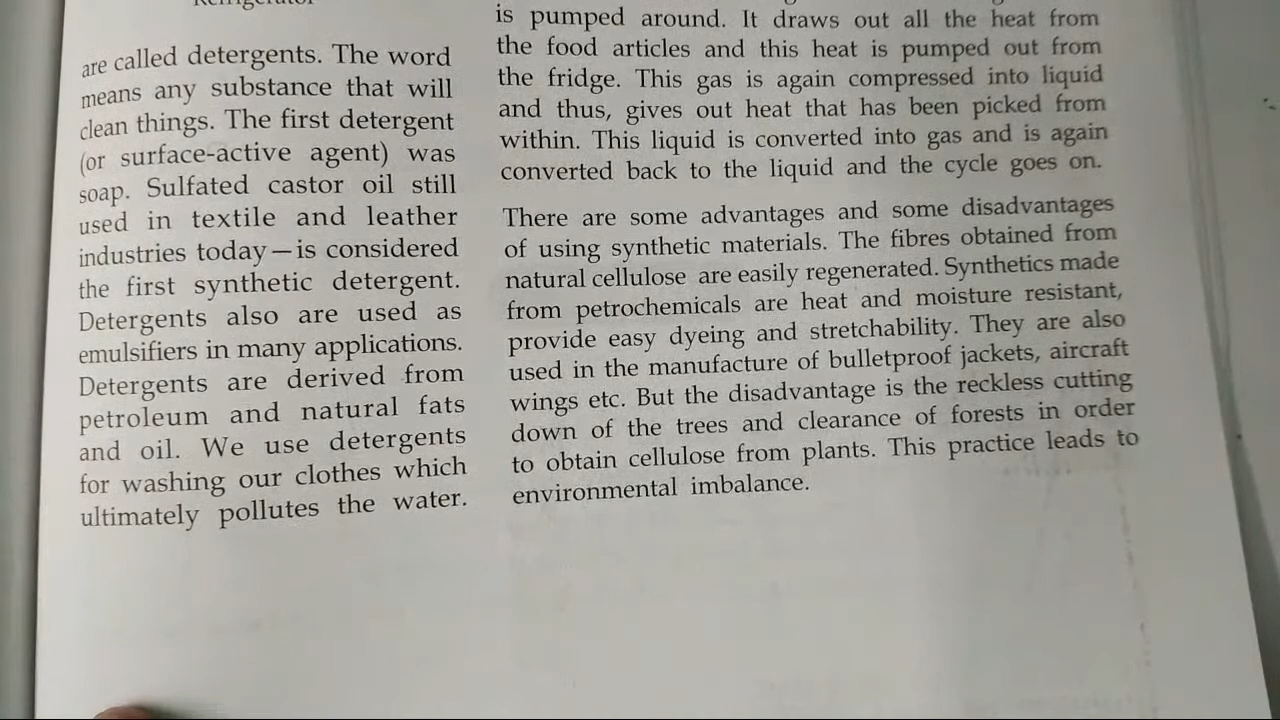 Refrigerator
are called detergents. The word
means any substance that will
clean things. The first detergent
(or surface-active agent) was
soap. Sulfated castor oil still
used in textile and leather
industries today—is considered
the first synthetic detergent.
Detergents also are used as
emulsifiers in many applications.
Detergents are derived from
petroleum and natural fats
and oil. We use detergents
for washing our clothes which
ultimately pollutes the water.
is pumped around. It draws out all the heat from
the food articles and this heat is pumped out from
the fridge. This gas is again compressed into liquid
and thus, gives out heat that has been picked from
within. This liquid is converted into gas and is again
converted back to the liquid and the cycle goes on.
There are some advantages and some disadvantages
of using synthetic materials. The fibres obtained from
natural cellulose are easily regenerated. Synthetics made
from petrochemicals are heat and moisture resistant,
provide easy dyeing and stretchability. They are also
used in the manufacture of bulletproof jackets, aircraft
wings etc. But the disadvantage is the reckless cutting
down of the trees and clearance of forests in order
to obtain cellulose from plants. This practice leads to
environmental imbalance.